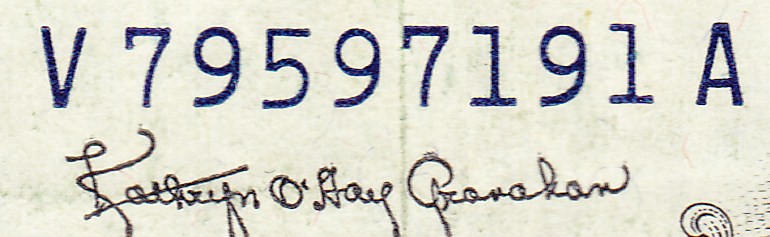 V 79597191 A
Kathryn O'Hay Granahan